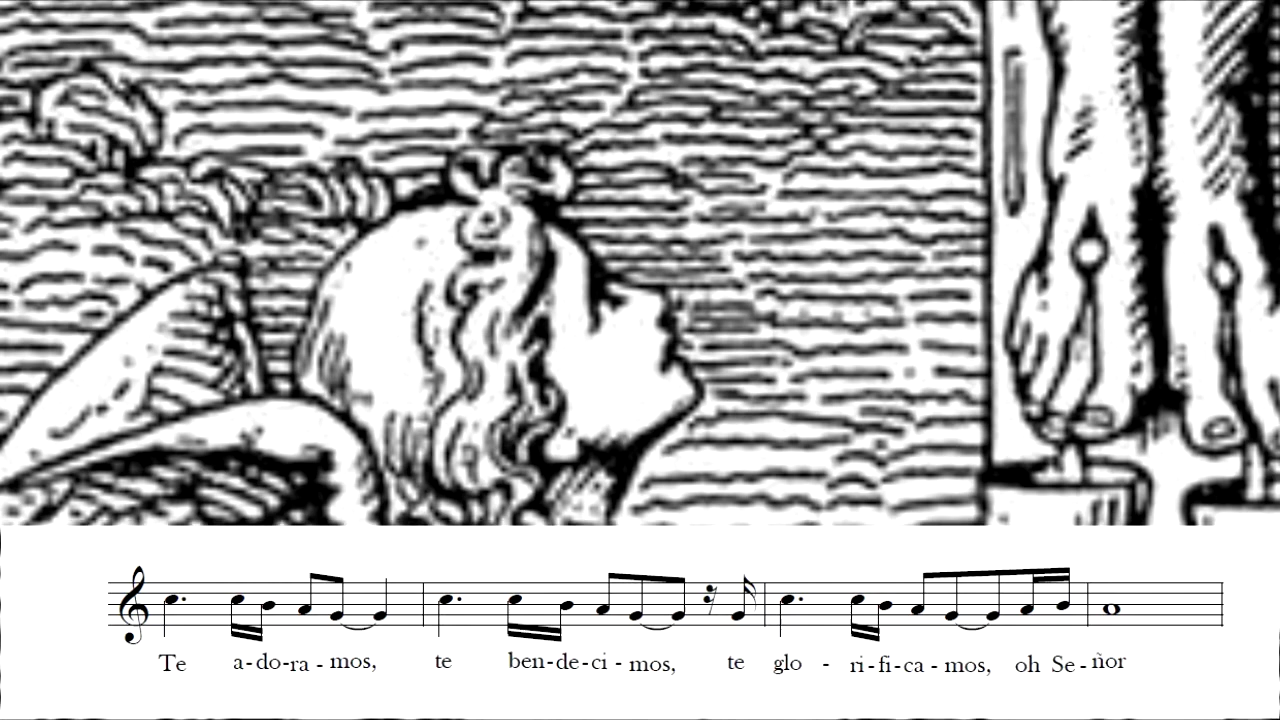 Te a-do-ra - mos, te ben-de-ci - mos, te glo - ri-fi-ca - mos, oh Se - ñor